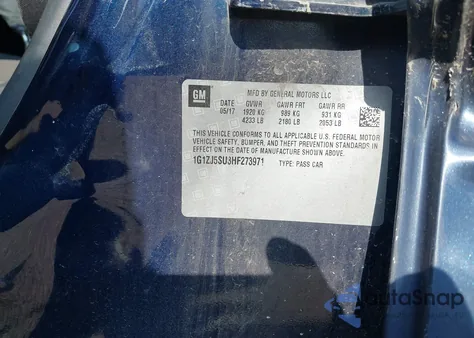 GM
MFD BY GENERAL MOTORS LLC
DATE GVWR GAWR FRT GAWR RR
05/17 1920 KG 989 KG 931 KG
4233 LB 2180 LB 2053 LB
THIS VEHICLE CONFORMS TO ALL APPLICABLE U.S. FEDERAL MOTOR
VEHICLE SAFETY, BUMPER, AND THEFT PREVENTION STANDARDS IN
EFFECT ON THE DATE OF MANUFACTURE SHOWN ABOVE.
1G1ZJ5SU3HF273971 TYPE: PASS CAR
AutoSnap